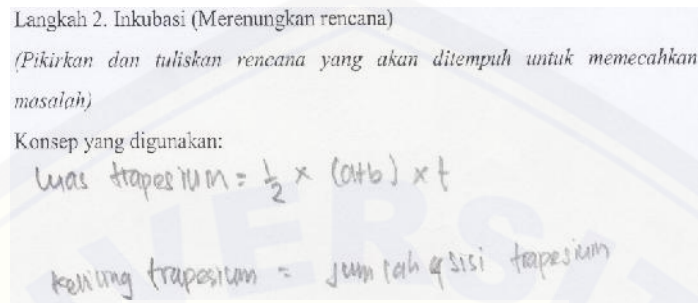 Langkah 2. Inkubasi (Merenungkan rencana)
(Pikirkan dan tuliskan rencana yang akan ditempuh untuk memecahkan
masalah)
Konsep yang digunakan:
Luas trapesium = 1/2 × (a+b) × t
keliling trapesium = jumlah 4 sisi trapesium